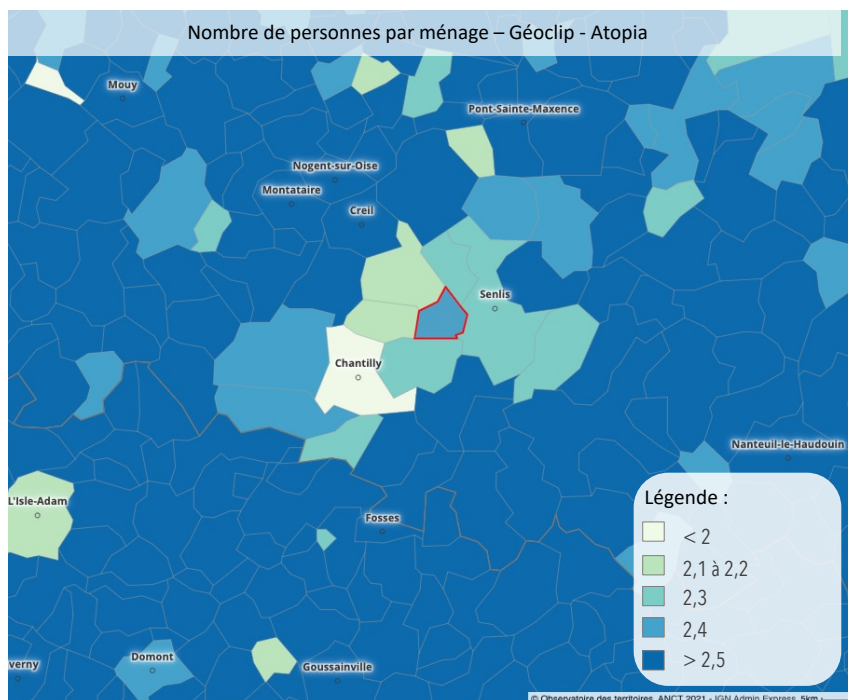 Nombre de personnes par ménage – Géoclip - Atopia
Mouy
Pont-Sainte-Maxence
Nogent-sur-Oise
Montataire
Creil
Senlis
Chantilly
Nanteuil-le-Haudouin
L'Isle-Adam
Fosses
Légende :
< 2
2,1 à 2,2
2,3
2,4
> 2,5
verny
Domont
Goussainville
© Observatoire des territoires, ANCT 2021 - IGN Admin Express 5km